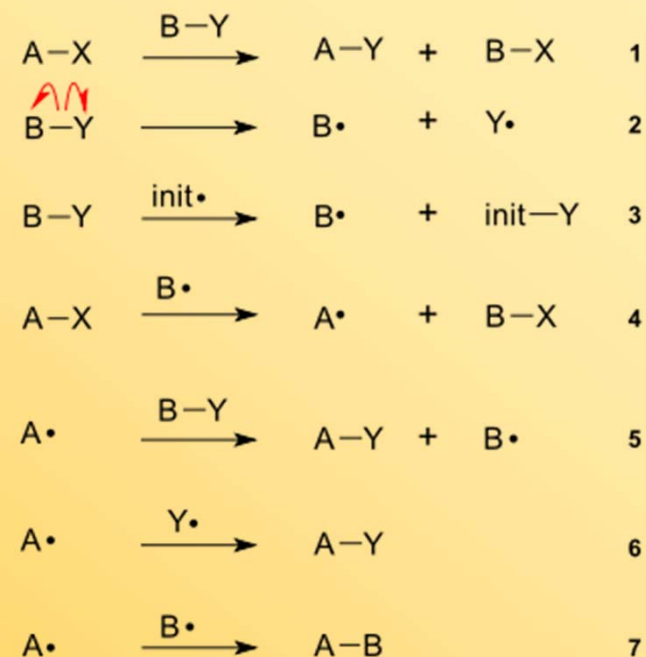 A—X B—Y A—Y + B—X 1
B—Y B• + Y• 2
B—Y init• B• + init—Y 3
A—X B• A• + B—X 4
A• B—Y A—Y + B• 5
A• Y• A—Y 6
A• B• A—B 7